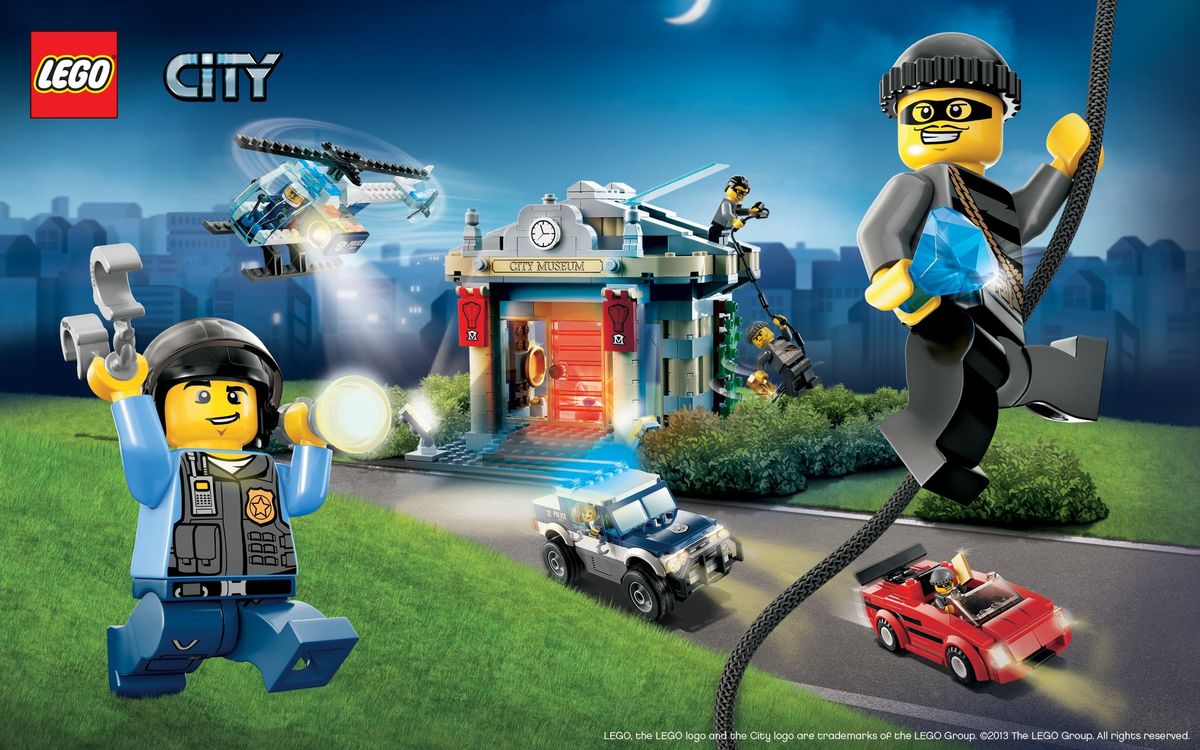 LEGO
CITY
POLICE
CITY MUSEUM
M
M
POLICE
LEGO, the LEGO logo and the City logo are trademarks of the LEGO Group. ©2013 The LEGO Group. All rights reserved.